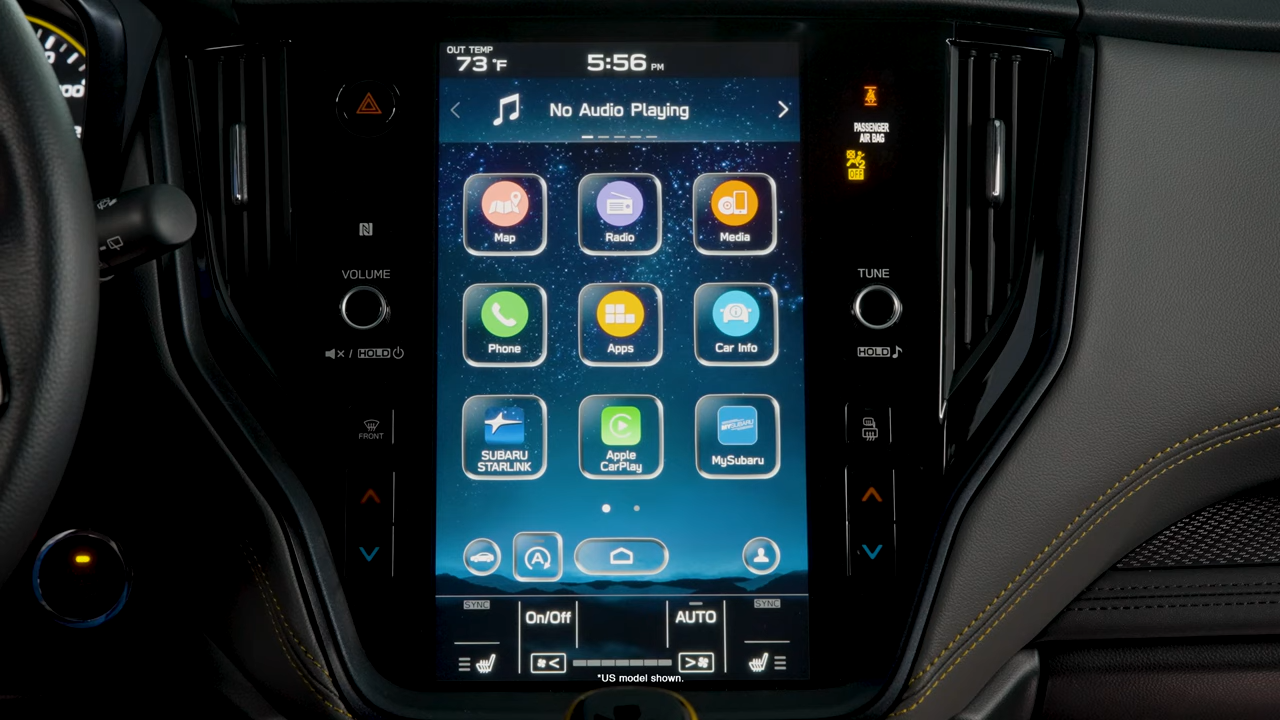 OUT TEMP
73 °F
5:56 PM
No Audio Playing
PASSENGER
AIR BAG
OFF
Map
Radio
Media
VOLUME
TUNE
HOLD
HOLD
Phone
Apps
Car Info
FRONT
SUBARU
STARLINK
Apple
CarPlay
MYSUBARU
MySubaru
A
SYNC
On/Off
AUTO
SYNC
*US model shown.